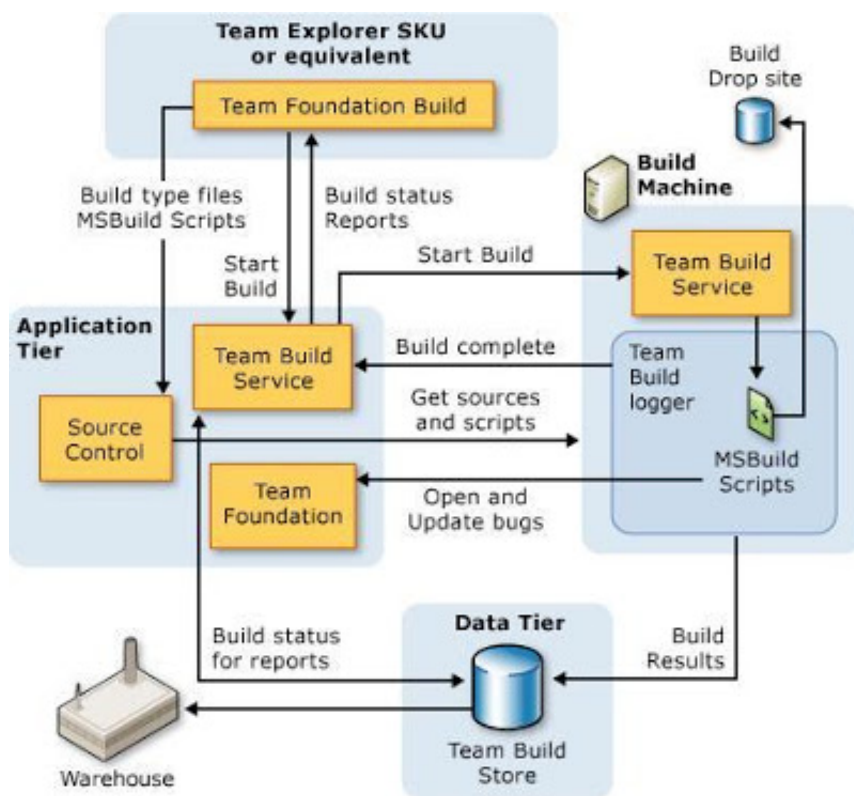 Team Explorer SKU
or equivalent
Team Foundation Build
Build
Drop site
Build
Machine
Build type files
MSBuild Scripts
Build status
Reports
Start
Build
Start Build
Team Build
Service
Application
Tier
Team Build
Service
Build complete
Team
Build
logger
Source
Control
Get sources
and scripts
MSBuild
Scripts
Team
Foundation
Open and
Update bugs
Build status
for reports
Data Tier
Build
Results
Team Build
Store
Warehouse